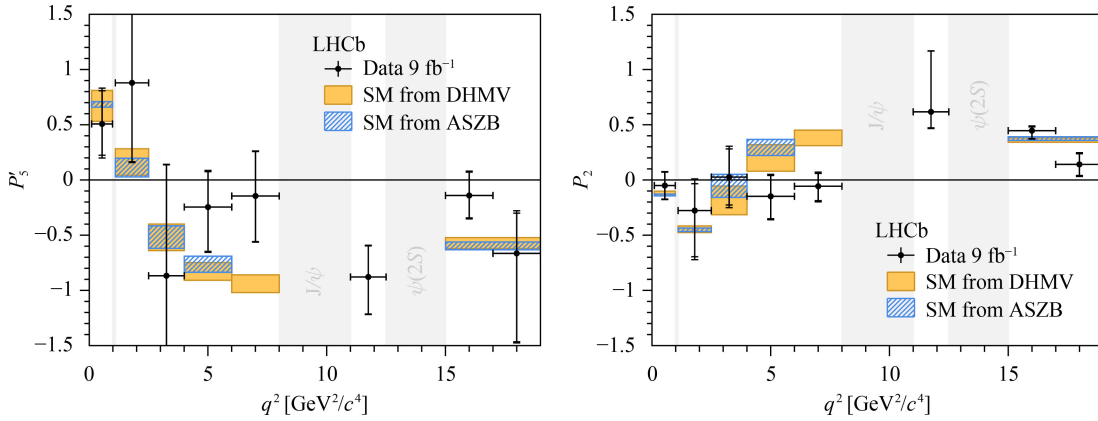 1.5
1
0.5
0
−0.5
−1
−1.5
P′₅
LHCb
Data 9 fb⁻¹
SM from DHMV
SM from ASZB
J/ψ
ψ(2S)
0 5 10 15
q² [GeV²/c⁴]
1.5
1
0.5
0
−0.5
−1
−1.5
P₂
J/ψ
ψ(2S)
LHCb
Data 9 fb⁻¹
SM from DHMV
SM from ASZB
0 5 10 15
q² [GeV²/c⁴]